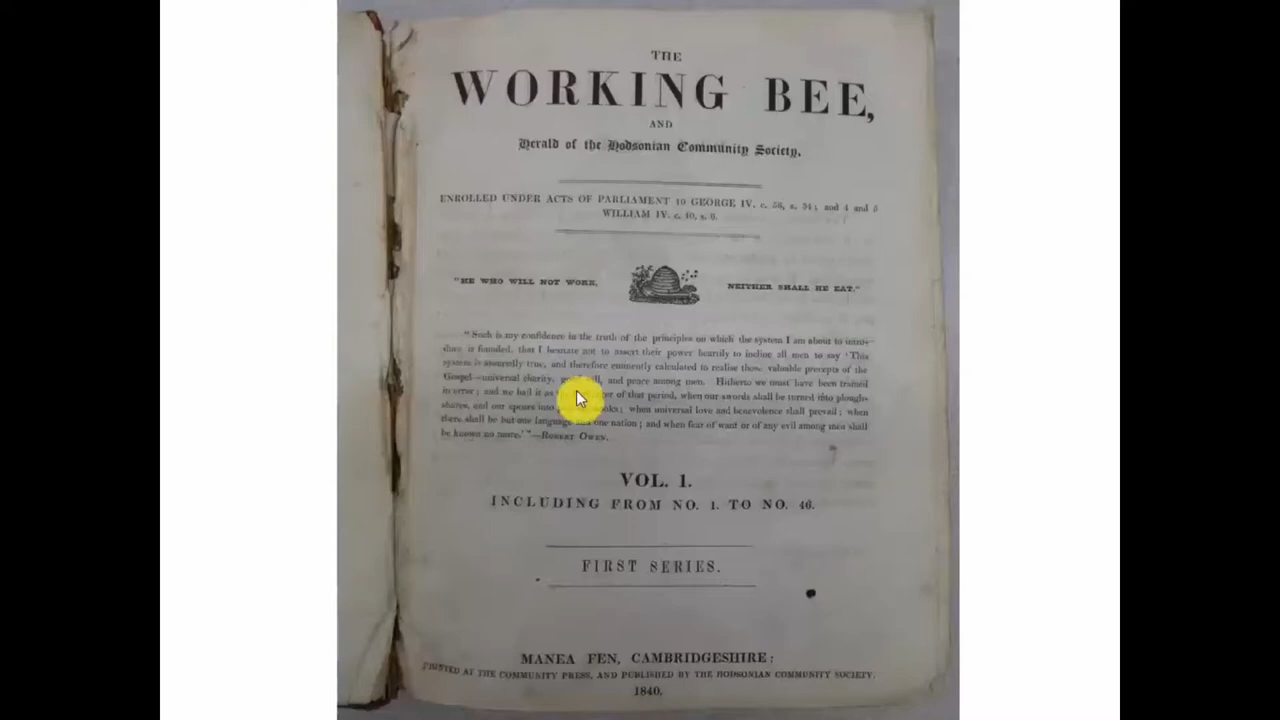 THE
WORKING BEE,
AND
Herald of the Hodsonian Community Society.
ENROLLED UNDER ACTS OF PARLIAMENT 10 GEORGE IV. c. 56, s. 34; and 4 and 5
WILLIAM IV. c. 40, s. 6.
"HE WHO WILL NOT WORK, NEITHER SHALL HE EAT."
"Such is my confidence in the truth of the principles on which the system I am about to intro-
duce is founded, that I hesitate not to assert their power heartily to incline all men to say 'This
system is assuredly true, and therefore eminently calculated to realise those valuable precepts of the
Gospel—universal charity, and peace among men. Hitherto we must have been trained
in error; and we hail it as of that period, when our swords shall be turned into plough-
shares, and our spears into when universal love and benevolence shall prevail; when
there shall be but one language and one nation; and when fear of want or of any evil among men shall
be known no more.'"—ROBERT OWEN.
VOL. 1.
INCLUDING FROM NO. 1. TO NO. 46.
FIRST SERIES.
MANEA FEN, CAMBRIDGESHIRE:
PRINTED AT THE COMMUNITY PRESS, AND PUBLISHED BY THE HODSONIAN COMMUNITY SOCIETY.
1840.